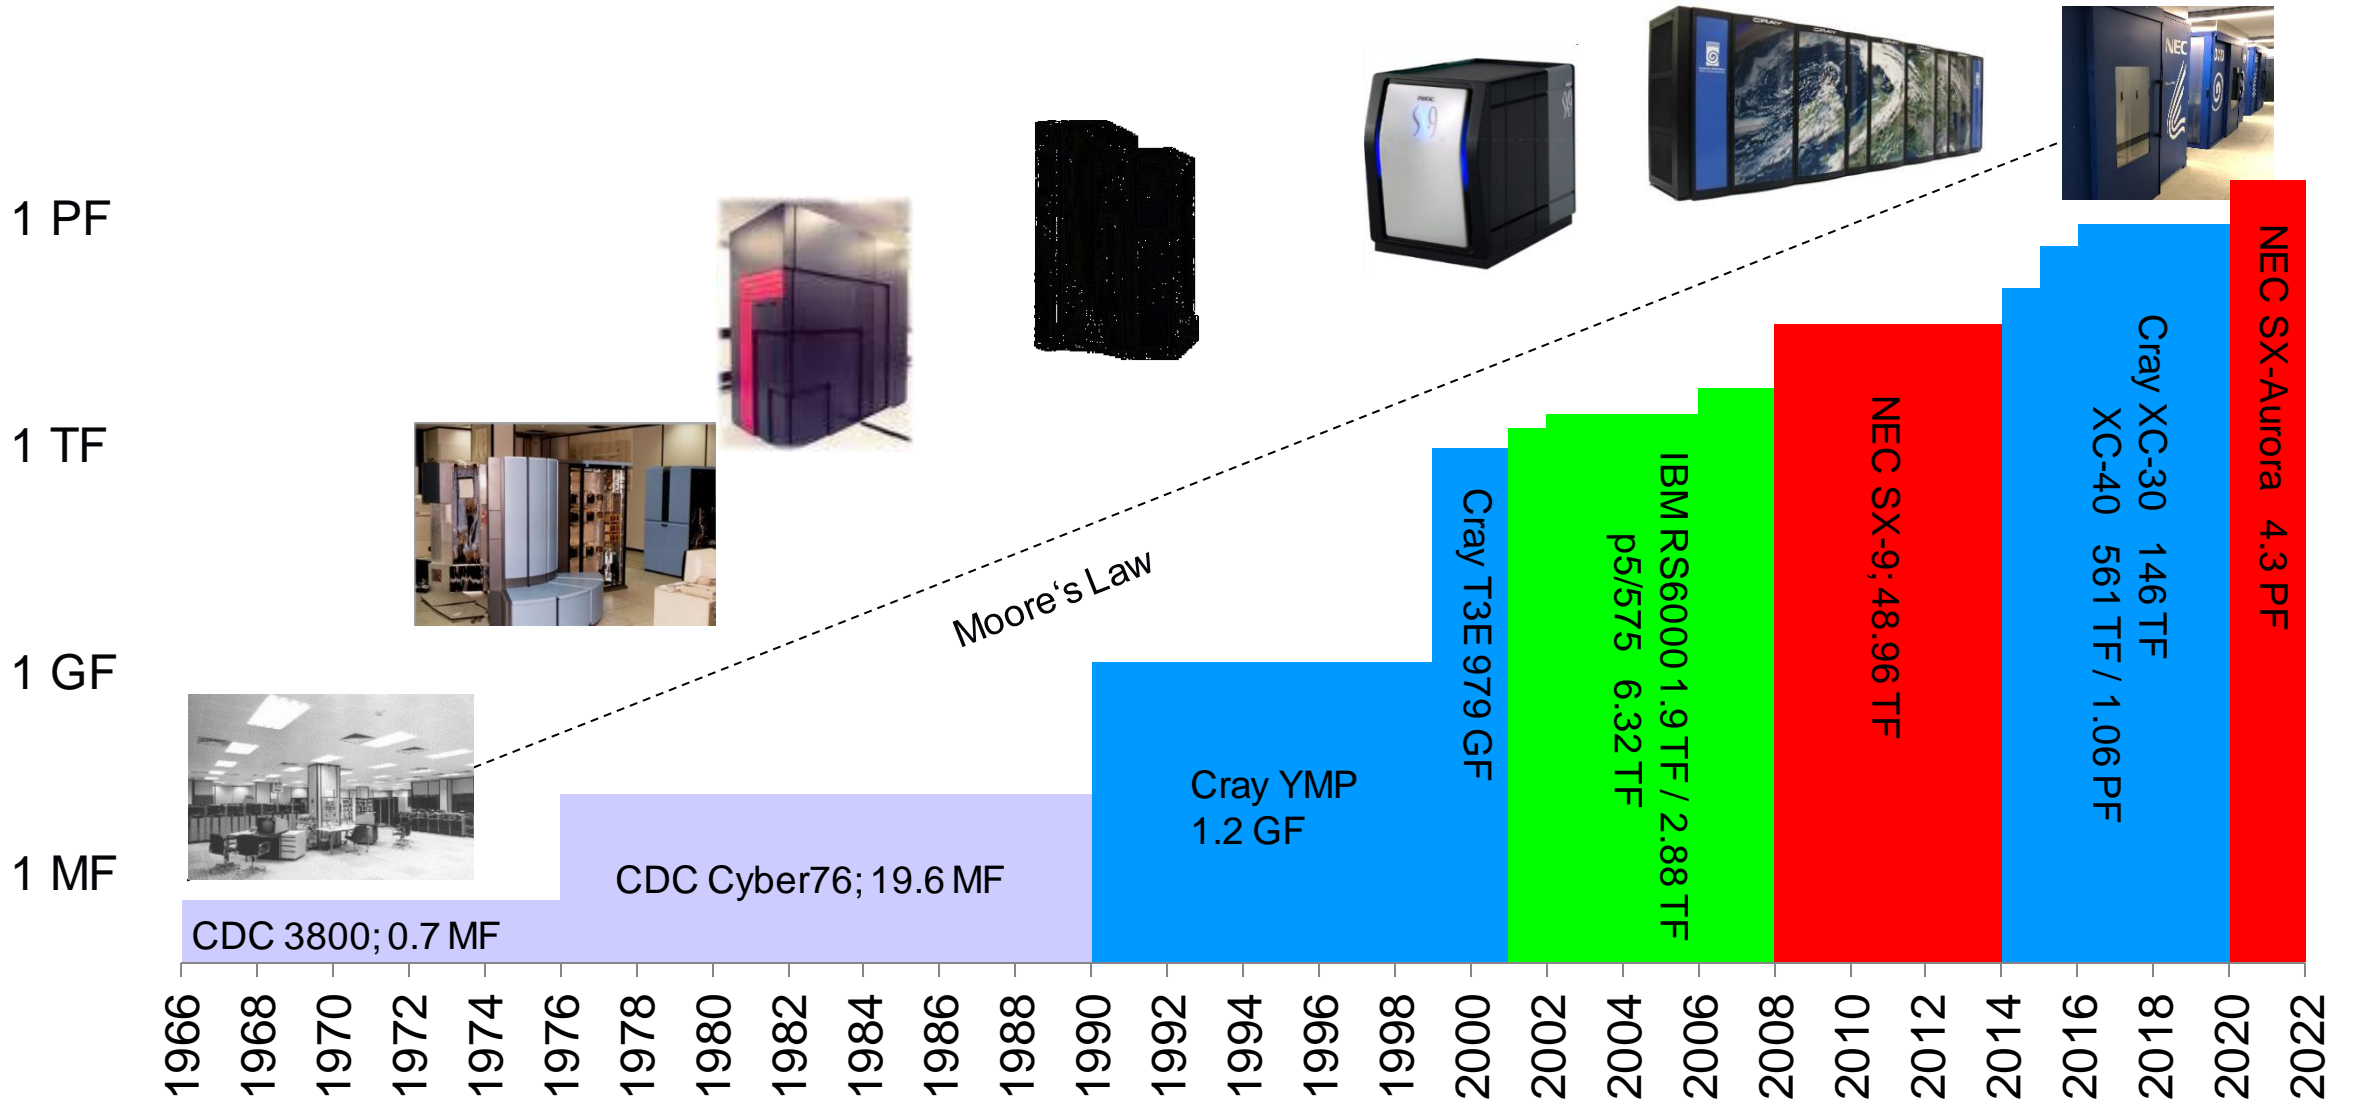 1 PF
1 TF
1 GF
1 MF
CRAY
S 9
NEC
Moore‘s Law
CDC 3800; 0.7 MF
CDC Cyber76; 19.6 MF
Cray YMP
1.2 GF
Cray T3E 979 GF
IBM RS6000 1.9 TF / 2.88 TF
p5/575 6.32 TF
NEC SX-9; 48.96 TF
Cray XC-30 146 TF
XC-40 561 TF / 1.06 PF
NEC SX-Aurora 4.3 PF
1966
1968
1970
1972
1974
1976
1978
1980
1982
1984
1986
1988
1990
1992
1994
1996
1998
2000
2002
2004
2006
2008
2010
2012
2014
2016
2018
2020
2022